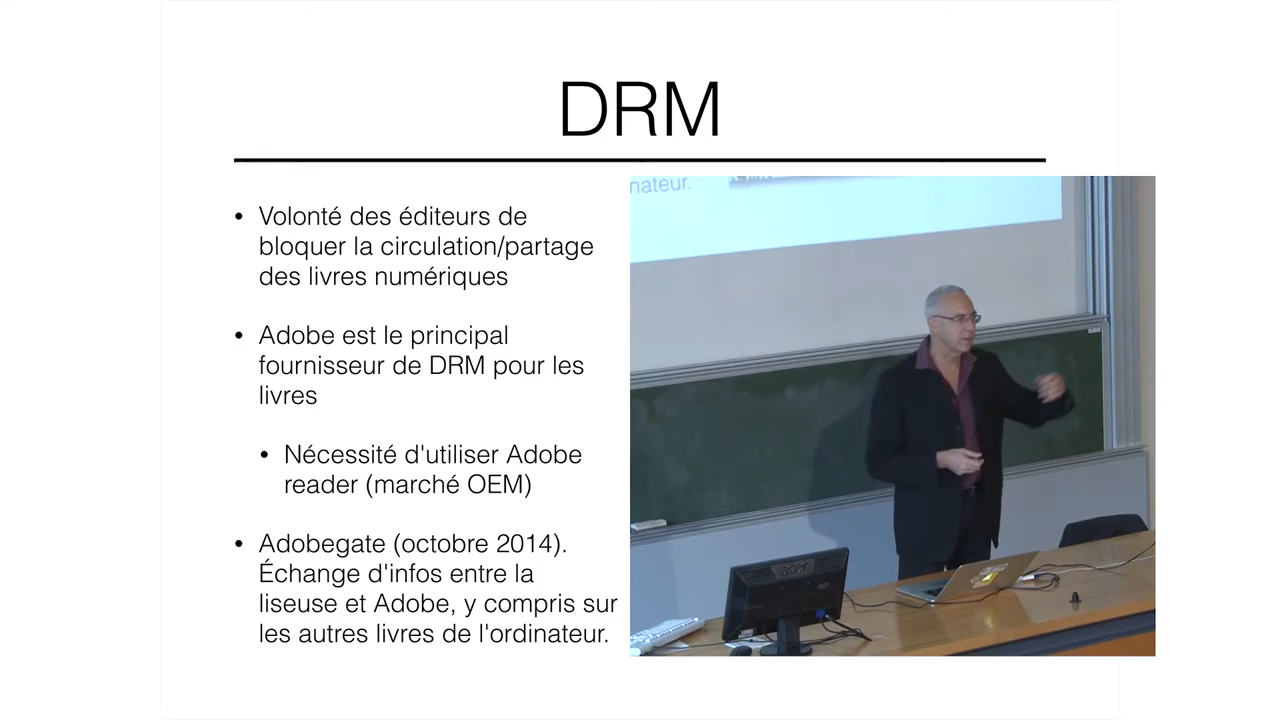 DRM
• Volonté des éditeurs de
bloquer la circulation/partage
des livres numériques
• Adobe est le principal
fournisseur de DRM pour les
livres
• Nécessité d'utiliser Adobe
reader (marché OEM)
• Adobegate (octobre 2014).
Échange d'infos entre la
liseuse et Adobe, y compris sur
les autres livres de l'ordinateur.
nateur.